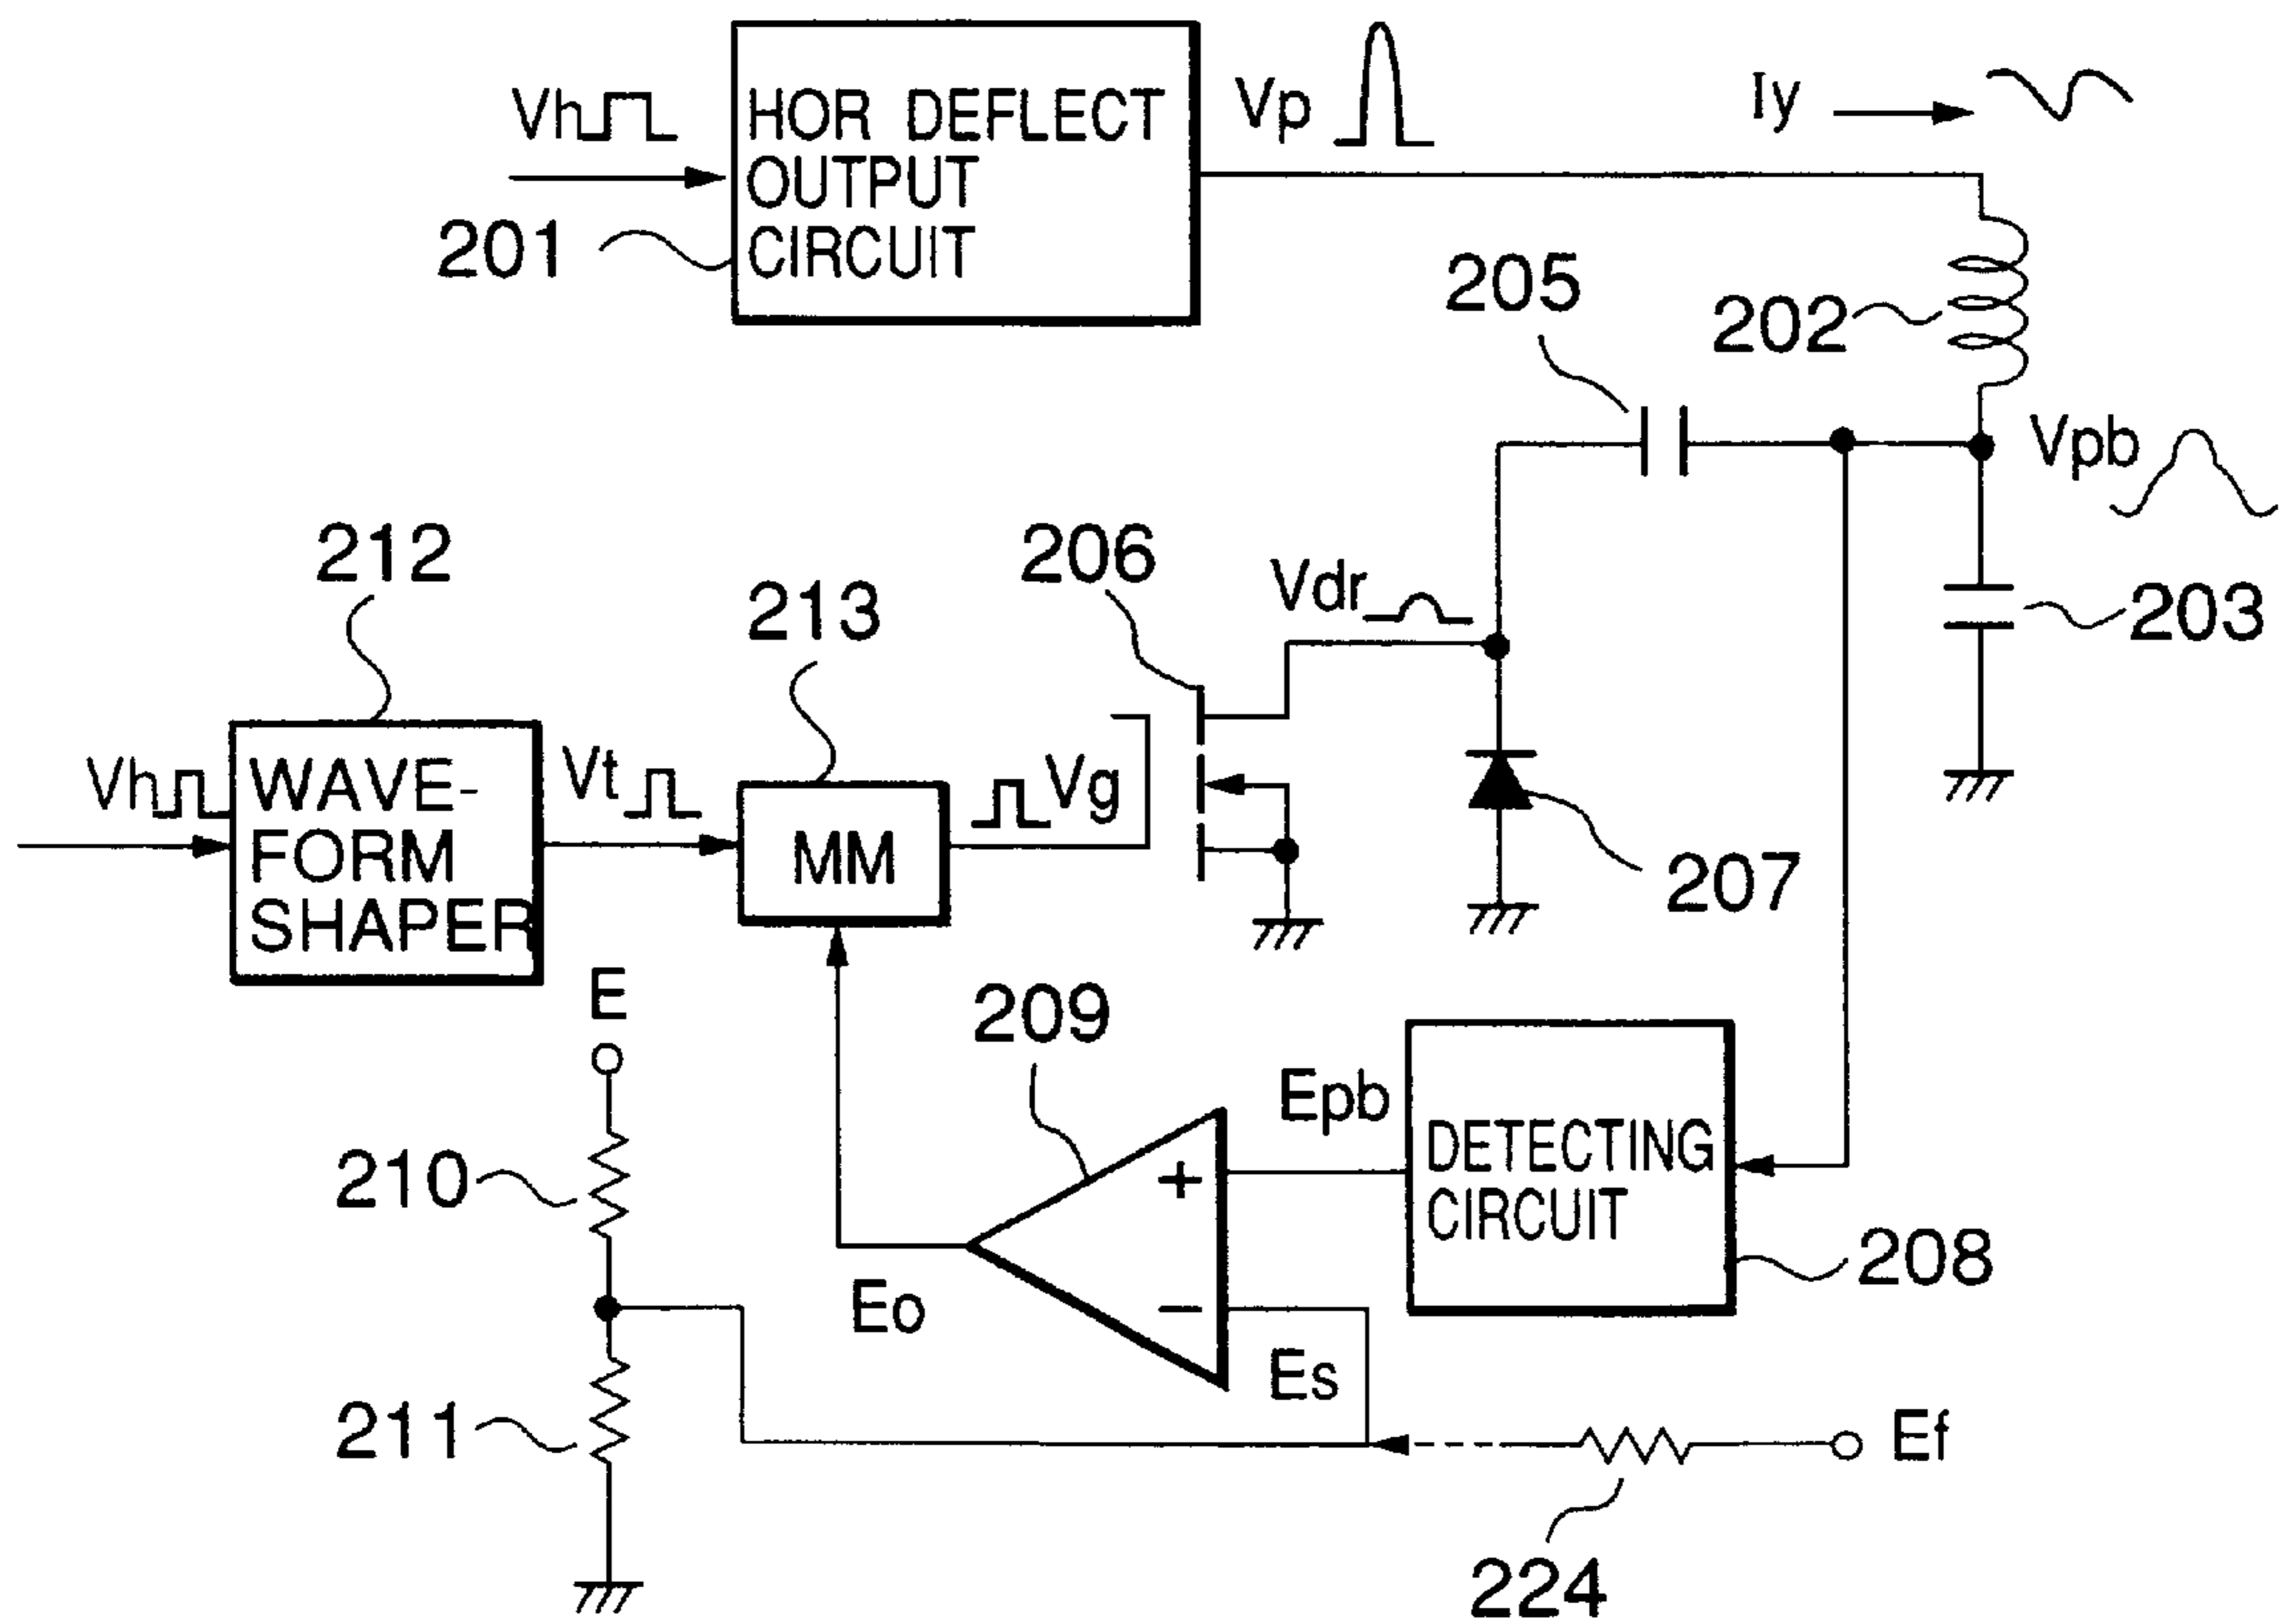 Vh
HOR DEFLECT
OUTPUT
CIRCUIT
Vp
Iy
201
205
202
Vpb
203
212
213
206
Vdr
207
Vh
WAVE-
FORM
SHAPER
Vt
MM
Vg
E
209
Epb
DETECTING
CIRCUIT
208
210
+
−
Eo
Es
211
Ef
224